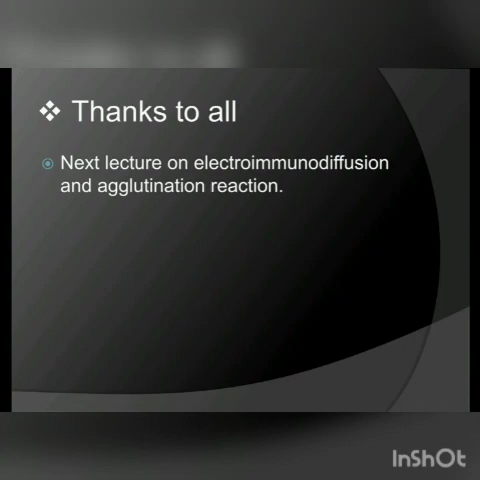 ❖ Thanks to all
Next lecture on electroimmunodiffusion
and agglutination reaction.
InShOt